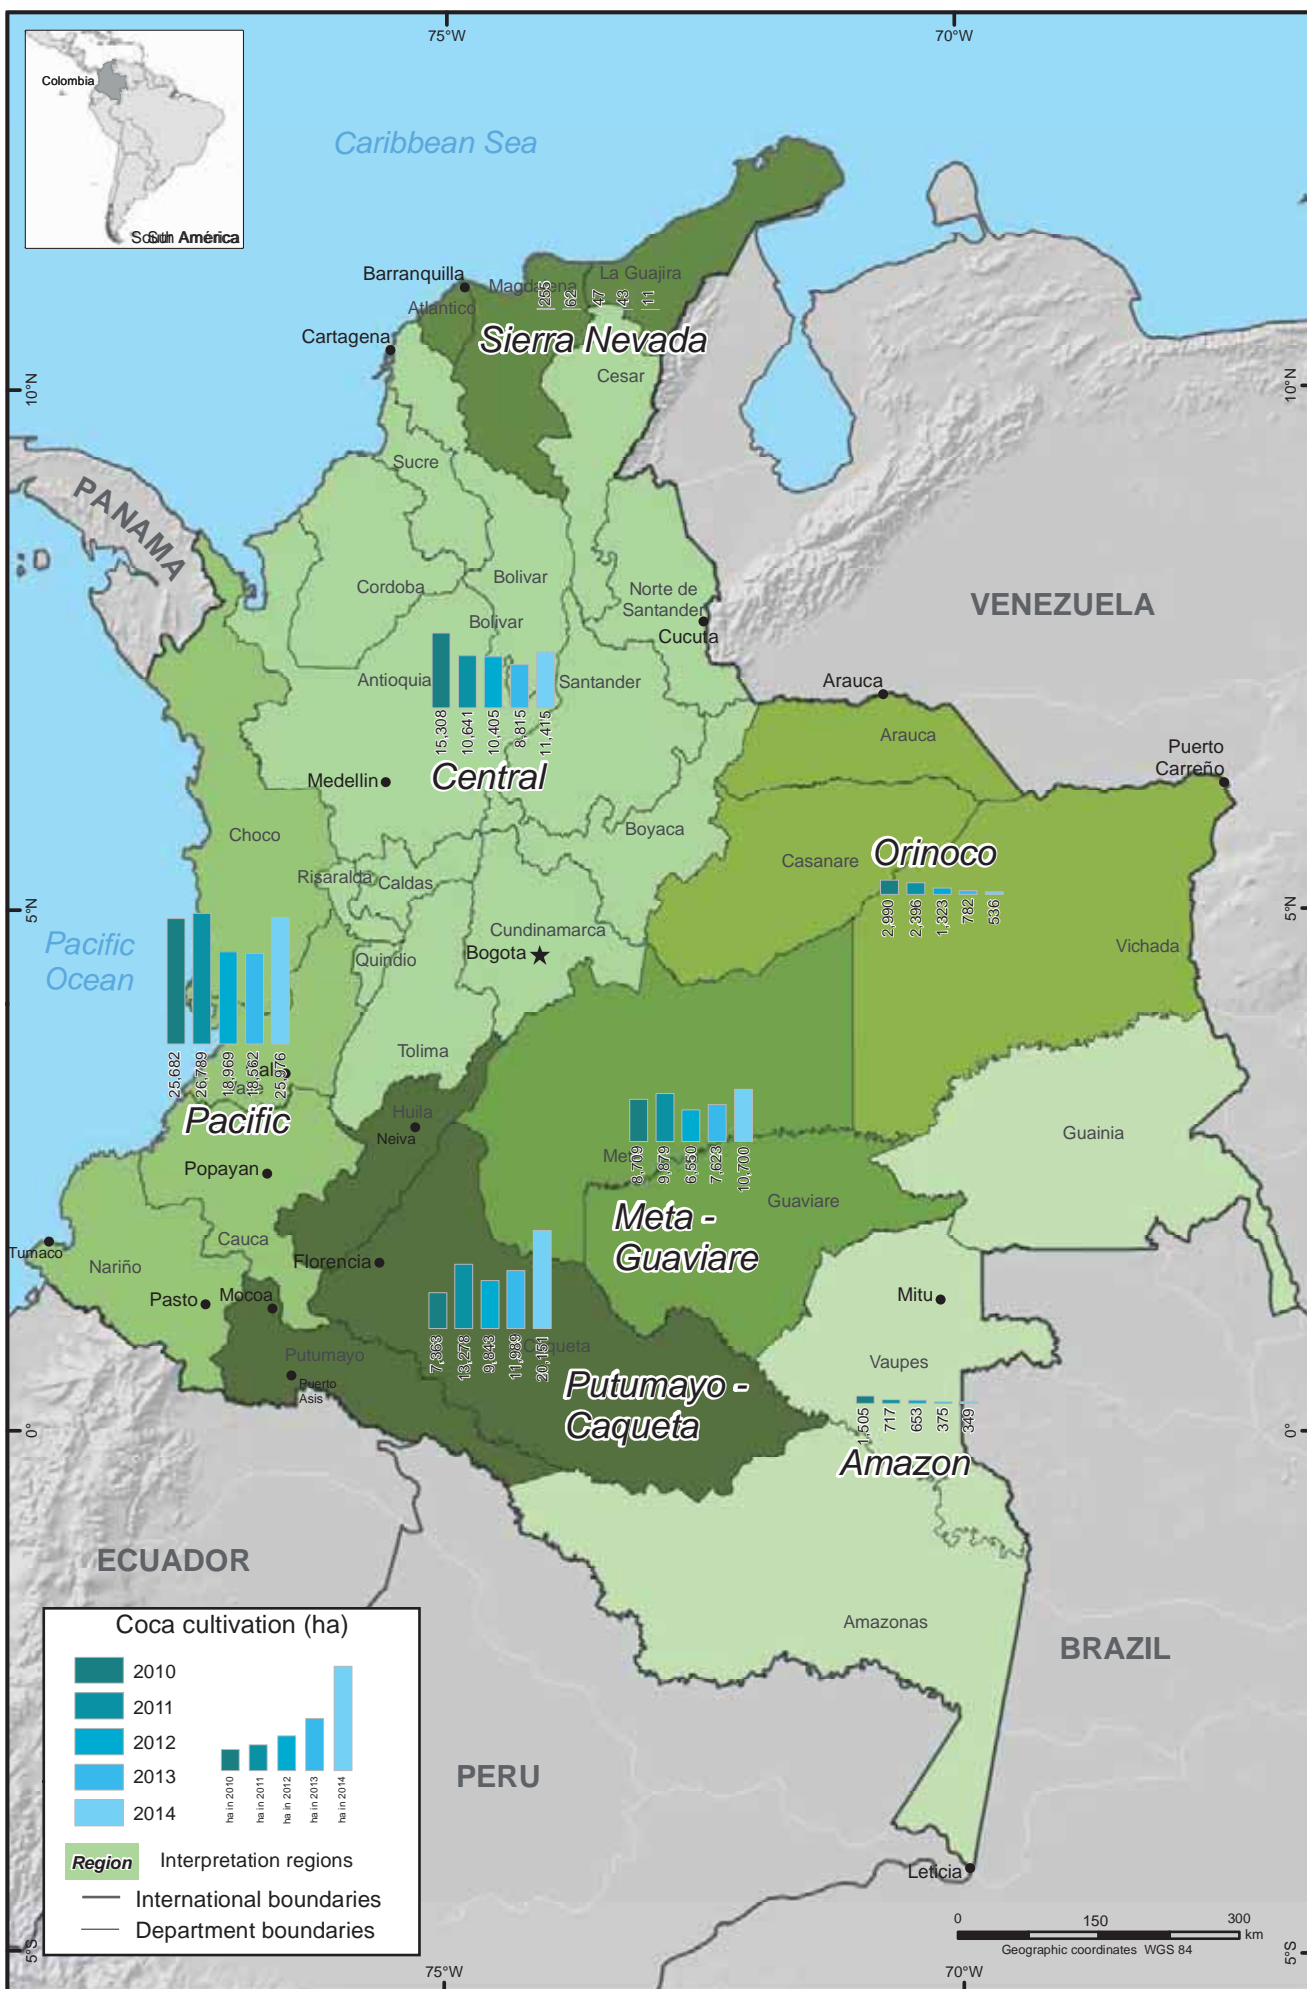 75°W
70°W
Colombia
South América
Caribbean Sea
Barranquilla
Magdalena
La Guajira
Atlantico
255
62
47
43
11
Sierra Nevada
Cartagena
Cesar
10°N
10°N
Sucre
PANAMA
Cordoba
Bolivar
Norte de
Santander
VENEZUELA
Bolivar
Cucuta
Antioquia
Santander
Arauca
15,308
10,641
10,405
8,815
11,415
Arauca
Puerto
Carreño
Medellin
Central
Choco
Boyaca
Casanare
Orinoco
Risaralda
Caldas
2,990
2,396
1,323
782
536
5°N
5°N
Pacific
Ocean
Cundinamarca
Bogota
Quindio
Vichada
Tolima
25,682
26,789
18,969
18,562
25,976
Pacific
Huila
Neiva
Guainia
Meta
8,709
9,879
6,550
7,623
10,700
Popayan
Guaviare
Meta -
Guaviare
Tumaco
Cauca
Nariño
Florencia
Pasto
Mocoa
Mitu
Putumayo
7,363
13,278
9,843
11,989
20,151
Caqueta
Vaupes
Puerto
Asis
Putumayo -
Caqueta
1,505
717
653
375
349
0°
0°
Amazon
ECUADOR
Amazonas
BRAZIL
PERU
Coca cultivation (ha)
2010
2011
2012
2013
2014
ha in 2010
ha in 2011
ha in 2012
ha in 2013
ha in 2014
Region
Interpretation regions
International boundaries
Department boundaries
Leticia
0
150
300
km
Geographic coordinates WGS 84
5°S
5°S
75°W
70°W